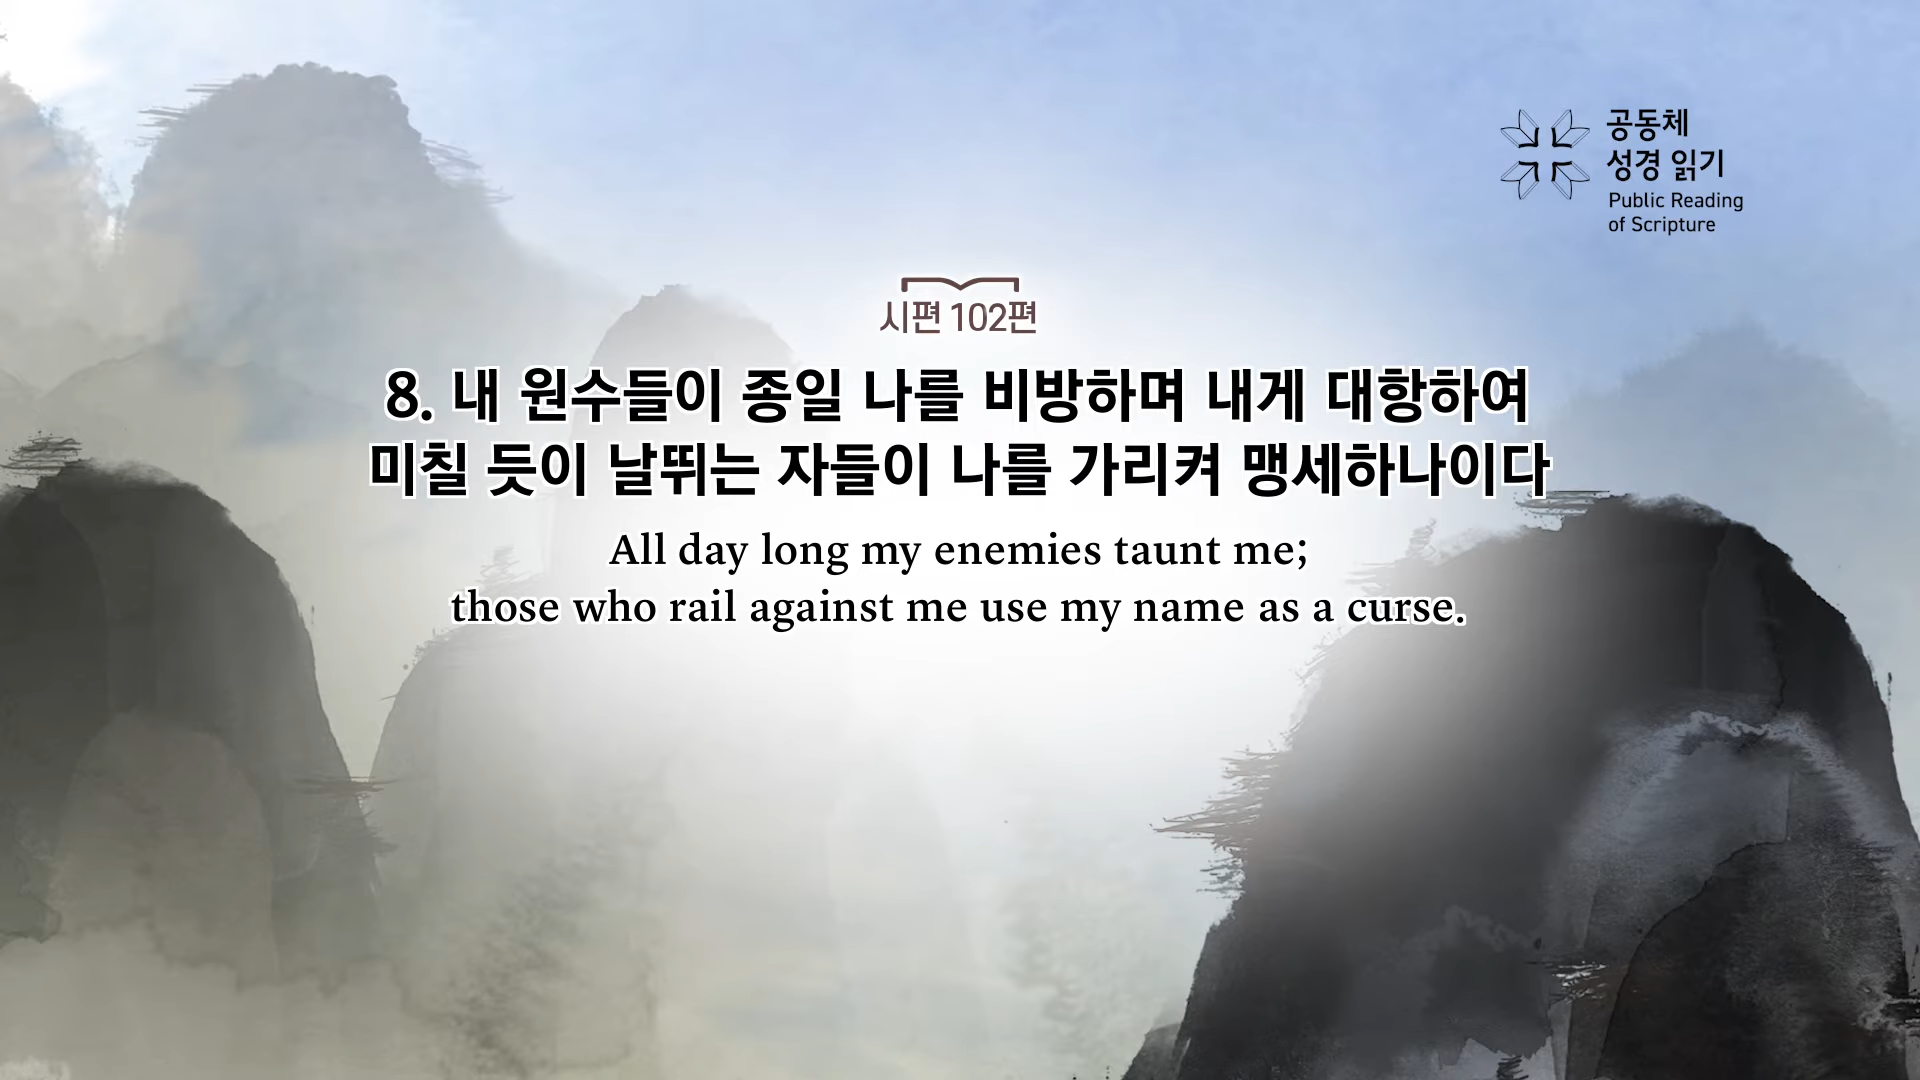 공동체
성경 읽기
Public Reading
of Scripture
시편 102편
8. 내 원수들이 종일 나를 비방하며 내게 대항하여
미칠 듯이 날뛰는 자들이 나를 가리켜 맹세하나이다
All day long my enemies taunt me;
those who rail against me use my name as a curse.